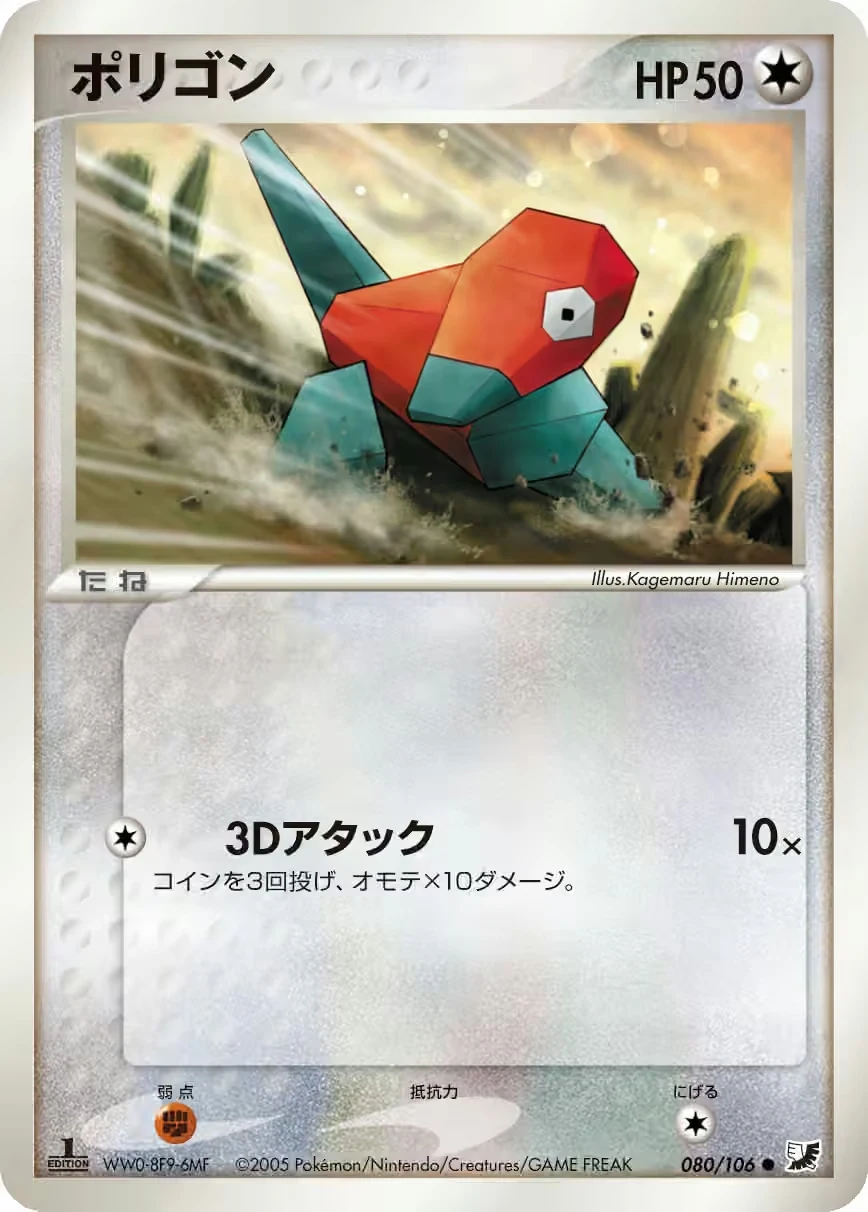 ポリゴン HP50
たね Illus.Kagemaru Himeno
3Dアタック 10×
コインを3回投げ、オモテ×10ダメージ。
弱点 抵抗力 にげる
1 EDITION WW0-8F9-6MF ©2005 Pokémon/Nintendo/Creatures/GAME FREAK 080/106